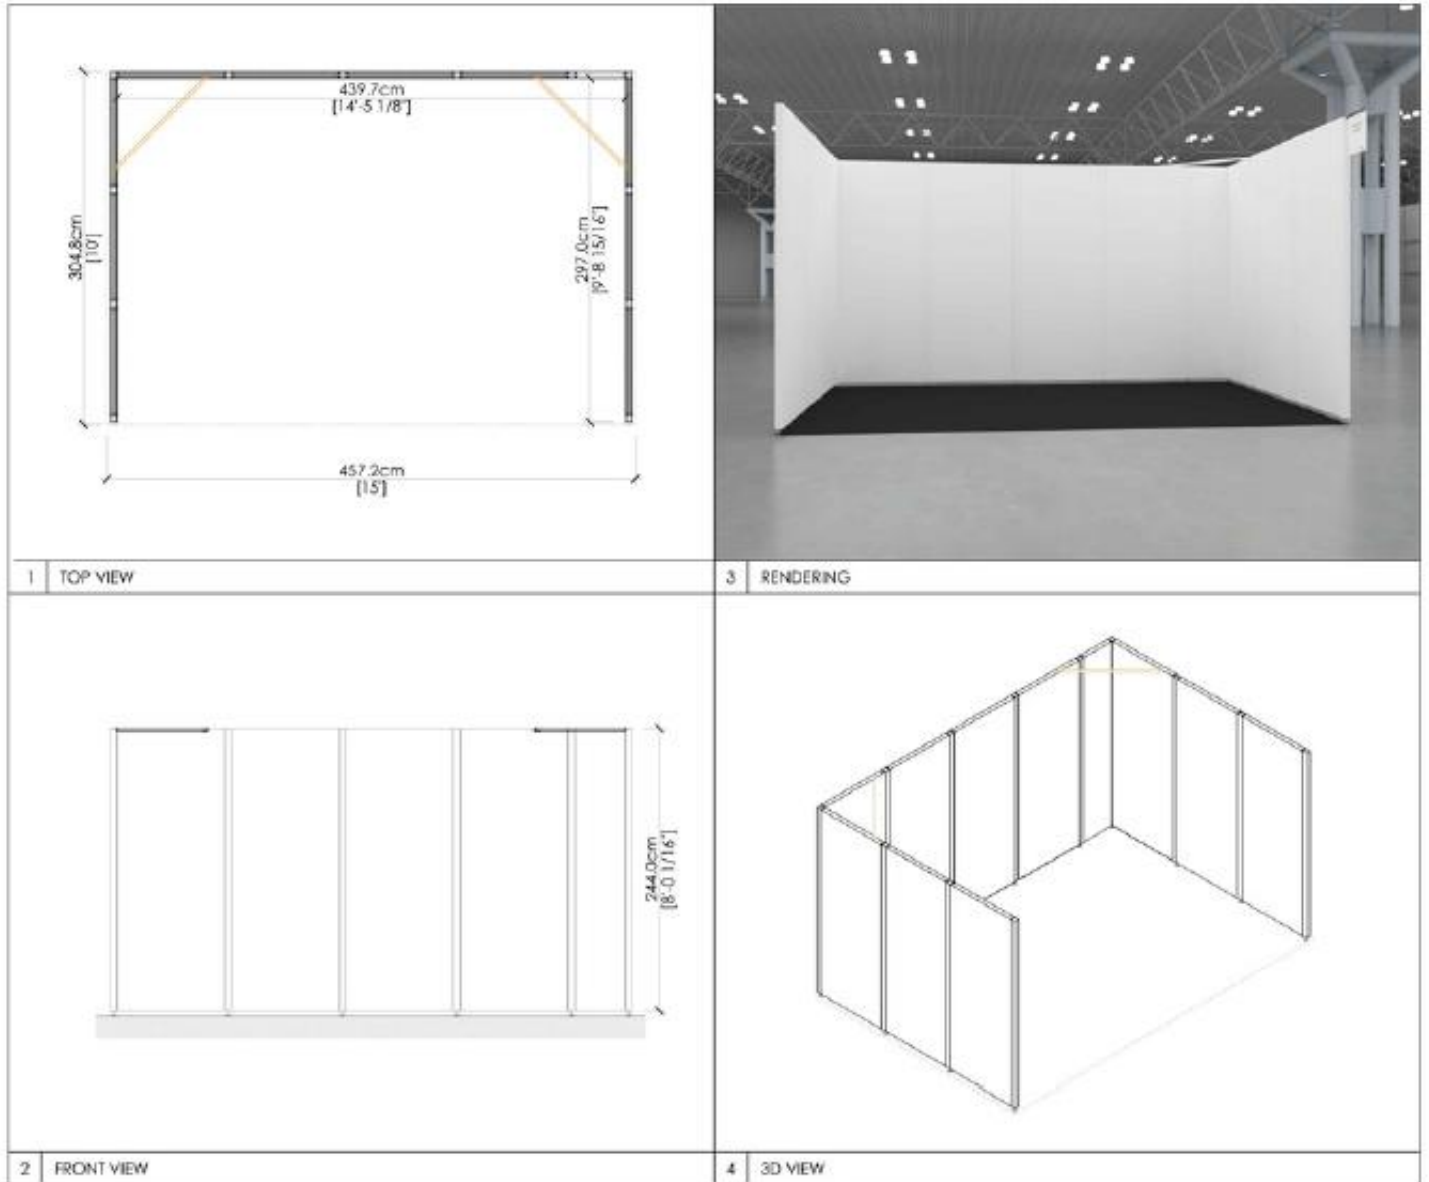 439.7cm
[14'-5 1/8"]
304.8cm
[10']
297.0cm
[9'-8 15/16"]
457.2cm
[15']
1 TOP VIEW
3 RENDERING
244.0cm
[8'-0 1/16"]
2 FRONT VIEW
4 3D VIEW